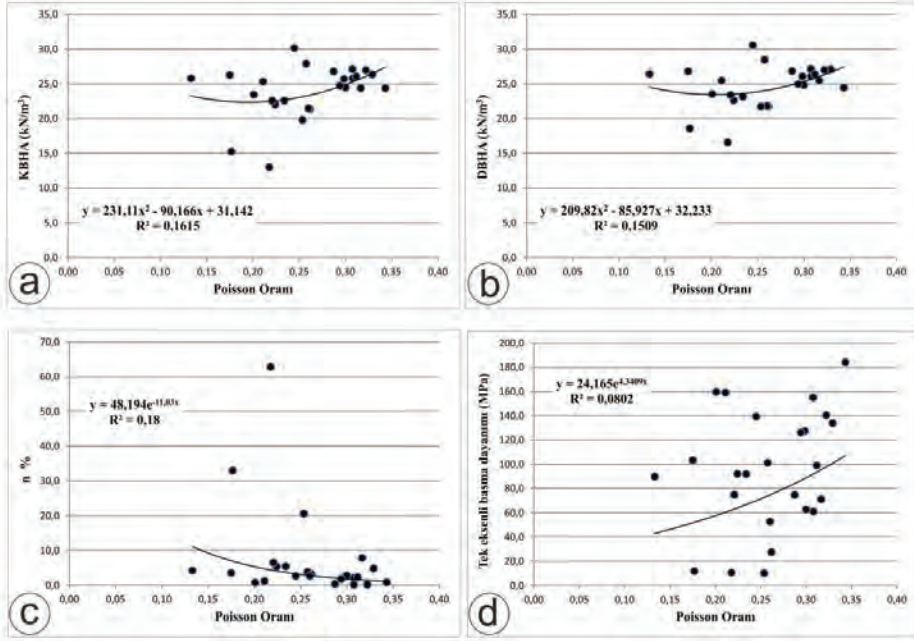 35,0
30,0
25,0
20,0
15,0
10,0
5,0
0,0
KBHA (kN/m³)
y = 231,11x² - 90,166x + 31,142
R² = 0,1615
0,00 0,05 0,10 0,15 0,20 0,25 0,30 0,35 0,40
Poisson Oranı
a
35,0
30,0
25,0
20,0
15,0
10,0
5,0
0,0
DBHA (kN/m³)
y = 209,82x² - 85,927x + 32,233
R² = 0,1509
0,00 0,05 0,10 0,15 0,20 0,25 0,30 0,35 0,40
Poisson Oranı
b
70,0
60,0
50,0
40,0
30,0
20,0
10,0
0,0
n %
y = 48,194e⁻¹¹,⁰³ˣ
R² = 0,18
0,00 0,05 0,10 0,15 0,20 0,25 0,30 0,35 0,40
Poisson Oranı
c
200,0
180,0
160,0
140,0
120,0
100,0
80,0
60,0
40,0
20,0
0,0
Tek eksenli basma dayanımı (MPa)
y = 24,165e⁴,³⁴⁰⁹ˣ
R² = 0,0802
0,00 0,05 0,10 0,15 0,20 0,25 0,30 0,35 0,40
Poisson Oranı
d